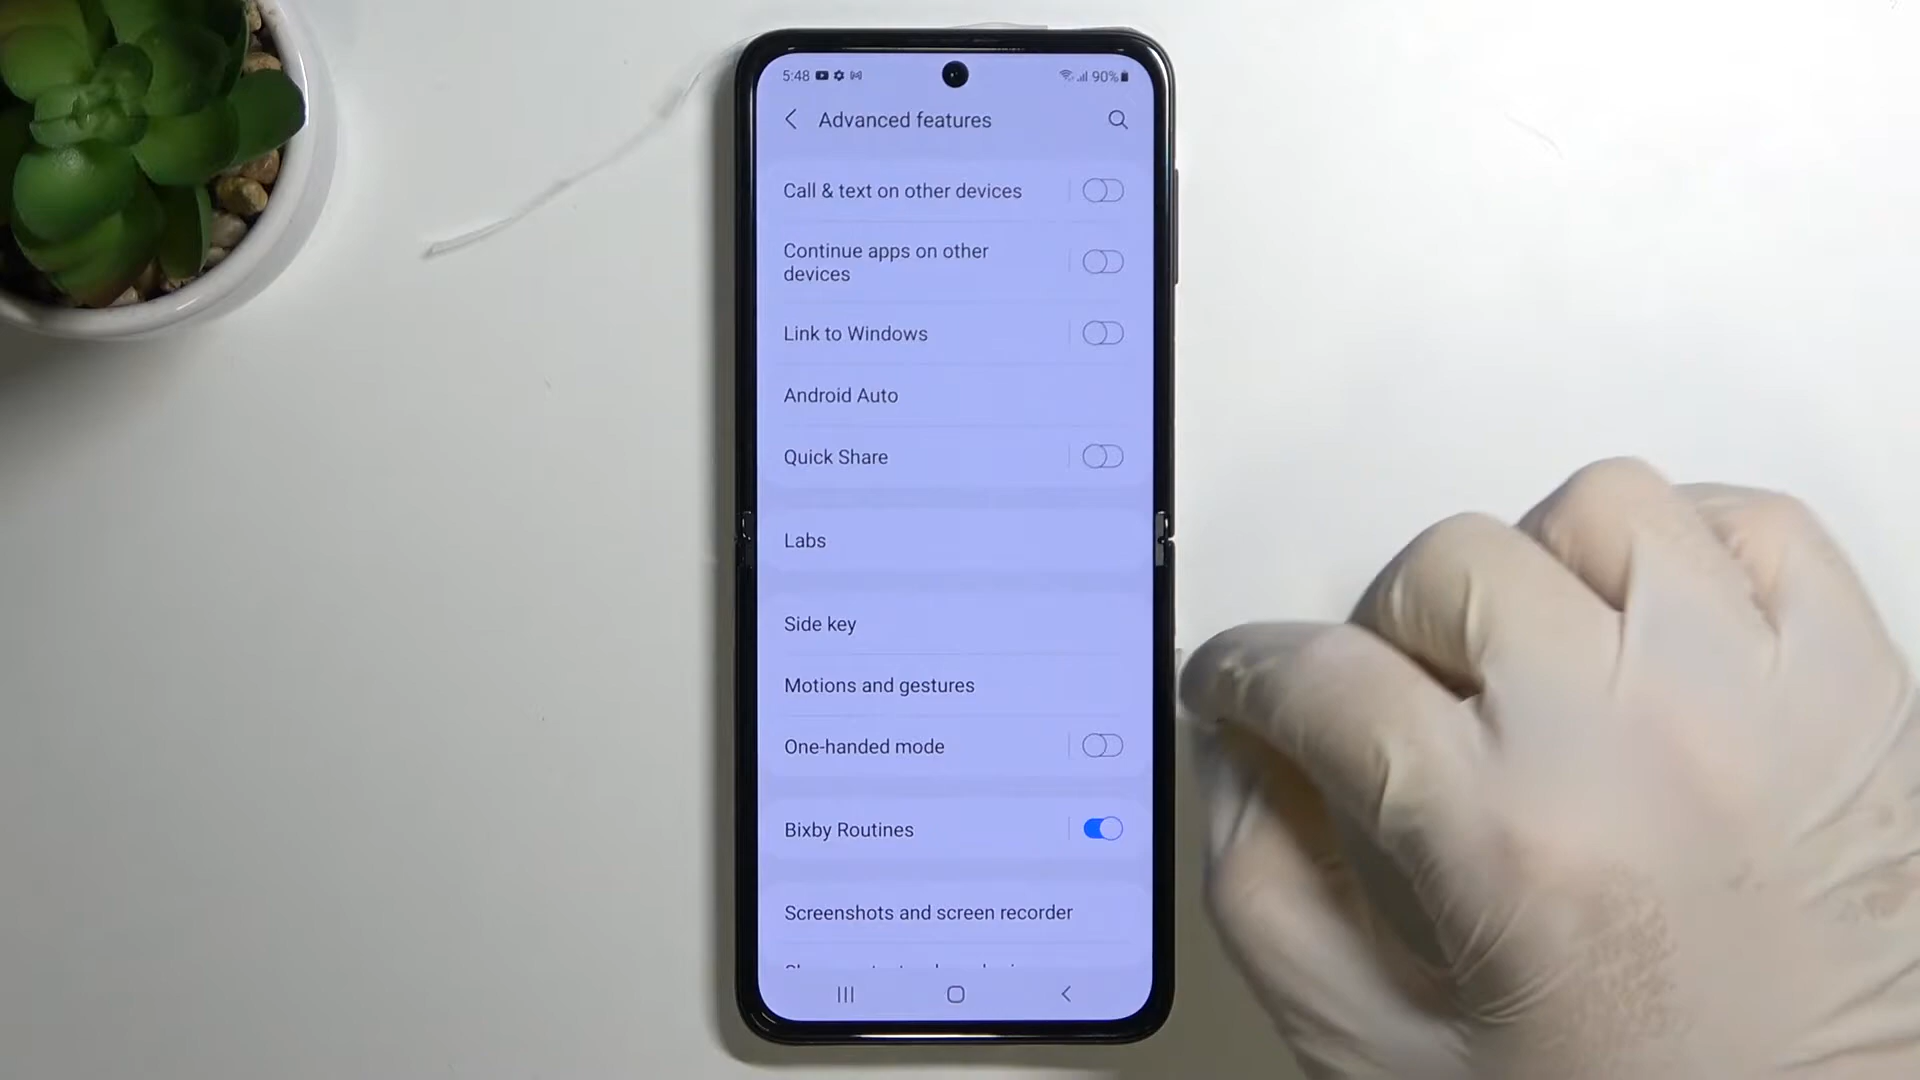 5:48 90%
Advanced features
Call & text on other devices
Continue apps on other
devices
Link to Windows
Android Auto
Quick Share
Labs
Side key
Motions and gestures
One-handed mode
Bixby Routines
Screenshots and screen recorder